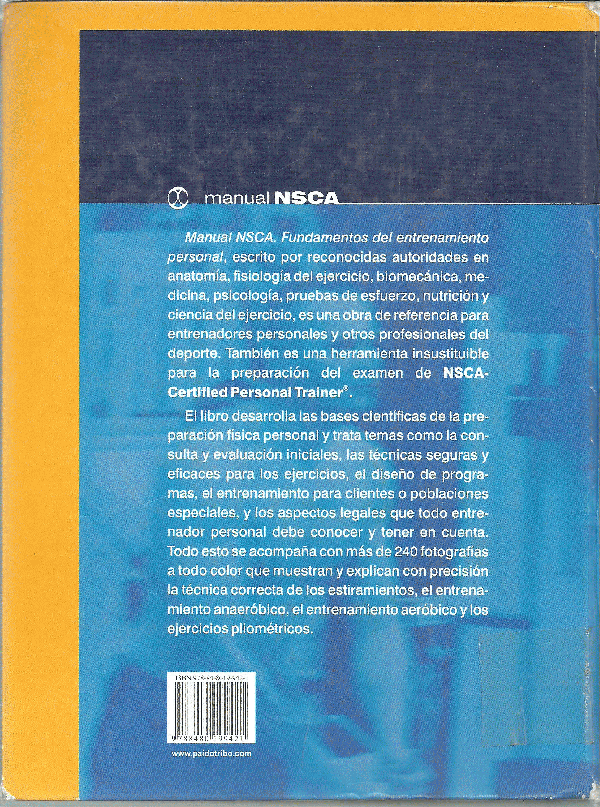 manual NSCA
Manual NSCA. Fundamentos del entrenamiento
personal, escrito por reconocidas autoridades en
anatomía, fisiología del ejercicio, biomecánica, me-
dicina, psicología, pruebas de esfuerzo, nutrición y
ciencia del ejercicio, es una obra de referencia para
entrenadores personales y otros profesionales del
deporte. También es una herramienta insustituible
para la preparación del examen de NSCA-
Certified Personal Trainer®.
El libro desarrolla las bases científicas de la pre-
paración física personal y trata temas como la con-
sulta y evaluación iniciales, las técnicas seguras y
eficaces para los ejercicios, el diseño de progra-
mas, el entrenamiento para clientes o poblaciones
especiales, y los aspectos legales que todo entre-
nador personal debe conocer y tener en cuenta.
Todo esto se acompaña con más de 240 fotografías
a todo color que muestran y explican con precisión
la técnica correcta de los estiramientos, el entrena-
miento anaeróbico, el entrenamiento aeróbico y los
ejercicios pliométricos.
ISBN
9 788480
www.paidotribo.com